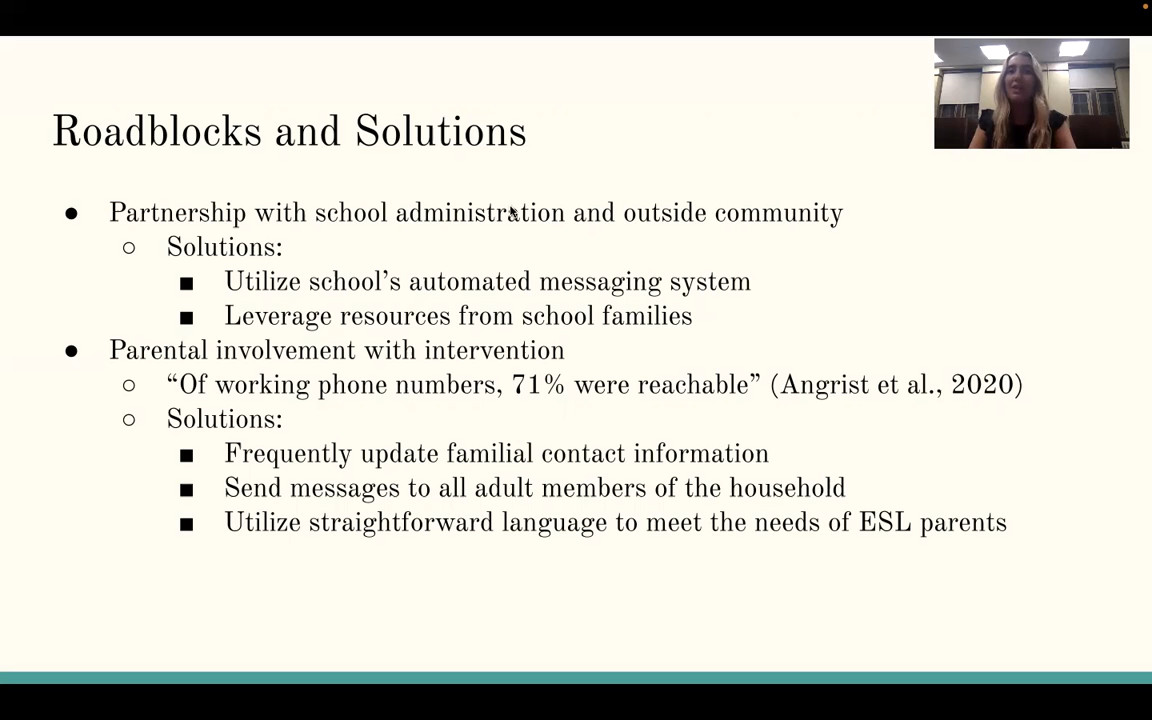 Roadblocks and Solutions
● Partnership with school administration and outside community
○ Solutions:
■ Utilize school’s automated messaging system
■ Leverage resources from school families
● Parental involvement with intervention
○ “Of working phone numbers, 71% were reachable” (Angrist et al., 2020)
○ Solutions:
■ Frequently update familial contact information
■ Send messages to all adult members of the household
■ Utilize straightforward language to meet the needs of ESL parents